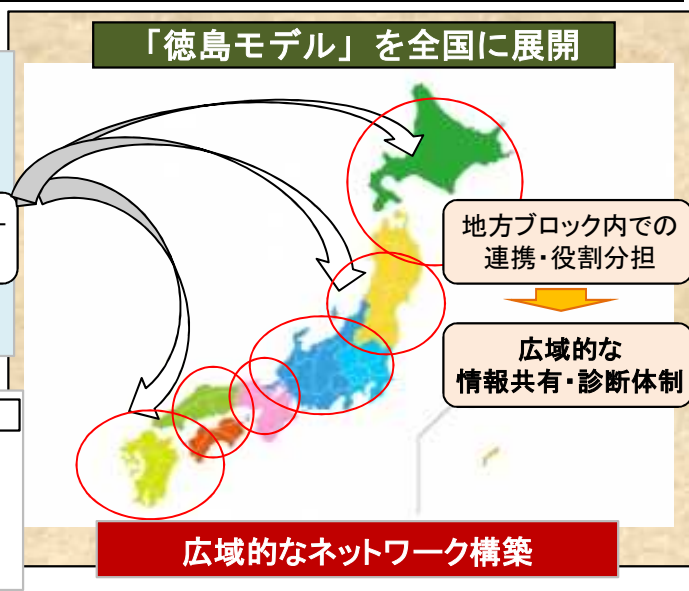 「徳島モデル」を全国に展開
地方ブロック内での
連携・役割分担
広域的な
情報共有・診断体制
広域的なネットワーク構築